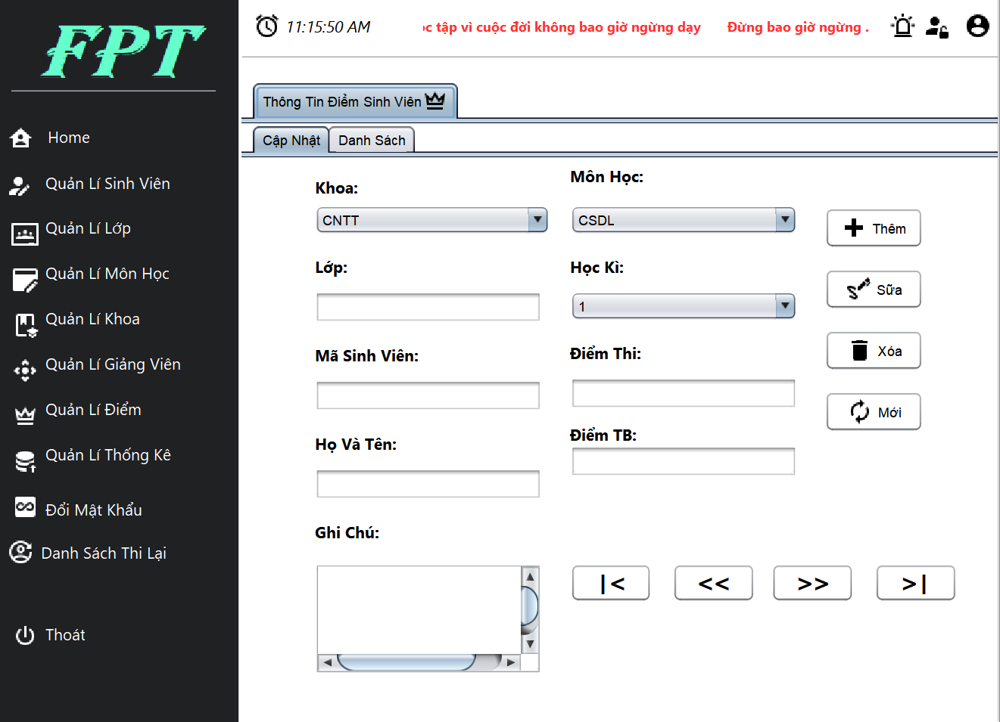 FPT
Home
Quản Lí Sinh Viên
Quản Lí Lớp
Quản Lí Môn Học
Quản Lí Khoa
Quản Lí Giảng Viên
Quản Lí Điểm
Quản Lí Thống Kê
Đổi Mật Khẩu
Danh Sách Thi Lại
Thoát
11:15:50 AM
tập vì cuộc đời không bao giờ ngừng dạy Đừng bao giờ ngừng .
Thông Tin Điểm Sinh Viên
Cập Nhật Danh Sách
Khoa:
CNTT
Lớp:
Mã Sinh Viên:
Họ Và Tên:
Ghi Chú:
Môn Học:
CSDL
Học Kì:
1
Điểm Thi:
Điểm TB:
Thêm
Sữa
Xóa
Mới
|< << >> >|